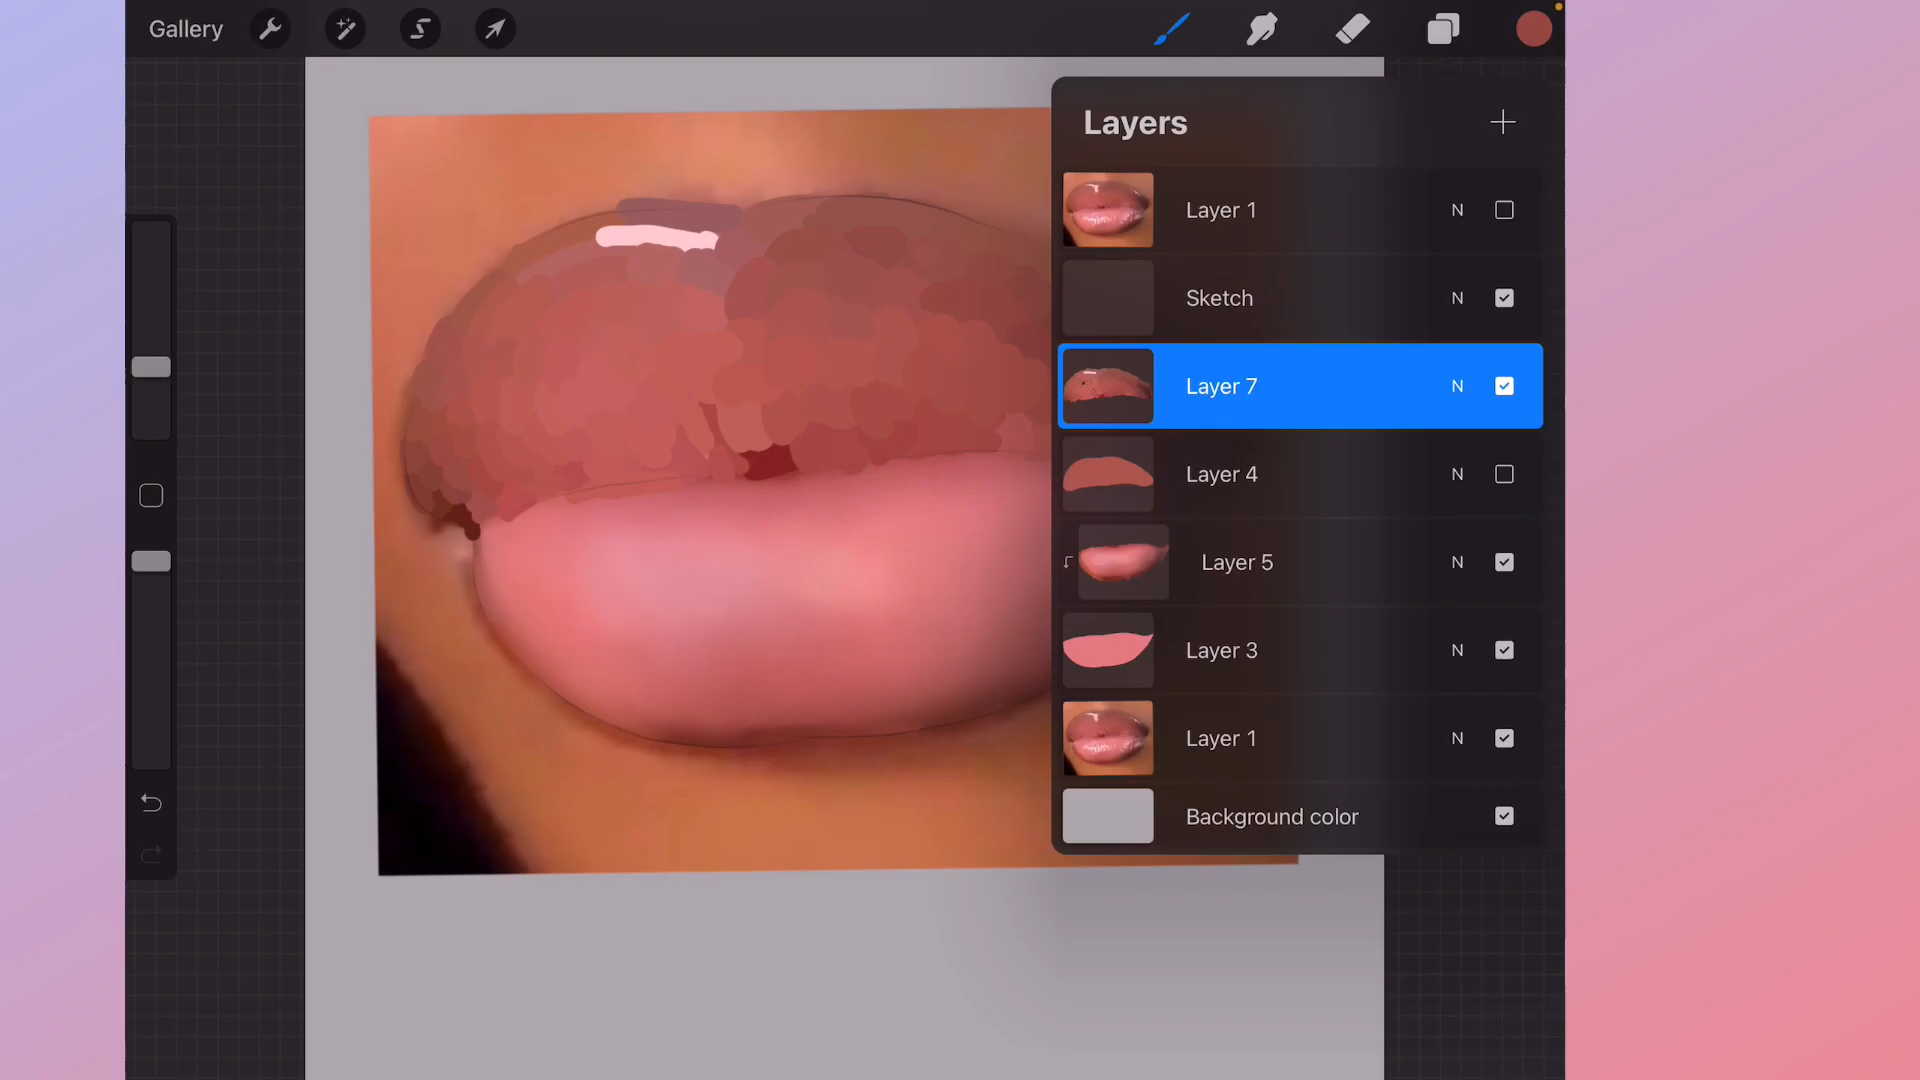 Gallery
Layers
Layer 1 N
Sketch N
Layer 7 N
Layer 4 N
Layer 5 N
Layer 3 N
Layer 1 N
Background color